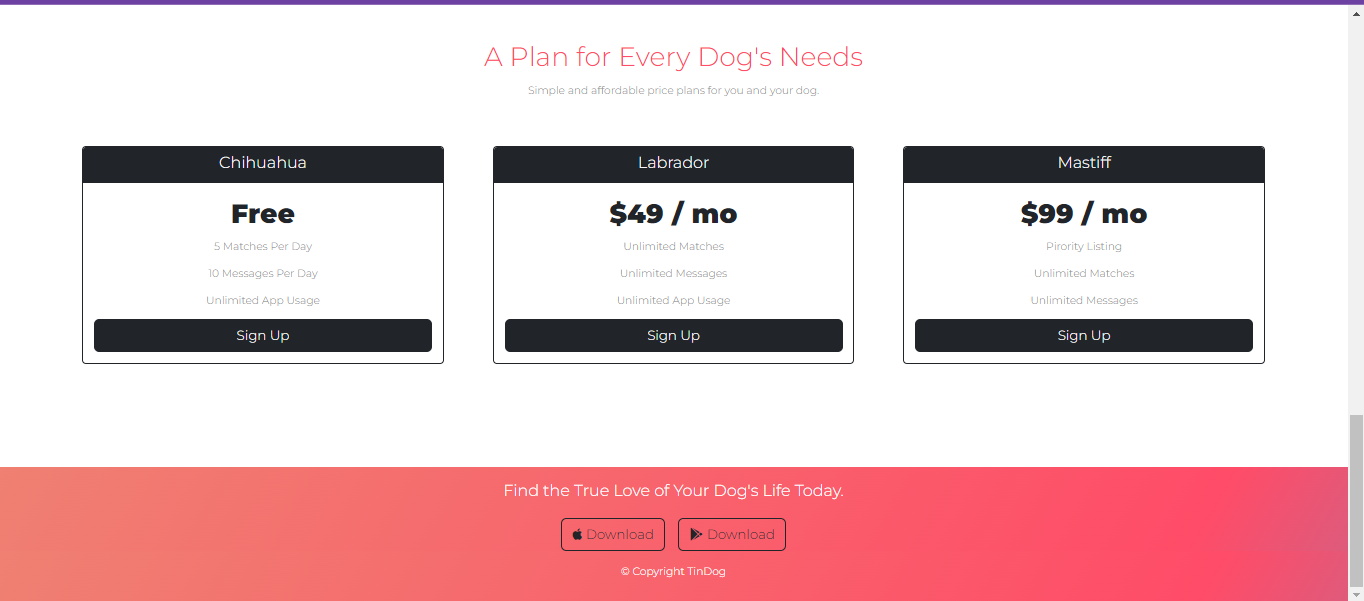 A Plan for Every Dog's Needs
Simple and affordable price plans for you and your dog.
Chihuahua
Free
5 Matches Per Day
10 Messages Per Day
Unlimited App Usage
Sign Up
Labrador
$49 / mo
Unlimited Matches
Unlimited Messages
Unlimited App Usage
Sign Up
Mastiff
$99 / mo
Pirority Listing
Unlimited Matches
Unlimited Messages
Sign Up
Find the True Love of Your Dog's Life Today.
Download
Download
© Copyright TinDog